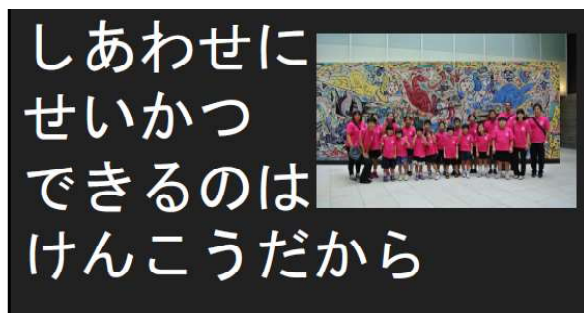 しあわせに
せいかつ
できるのは
けんこうだから